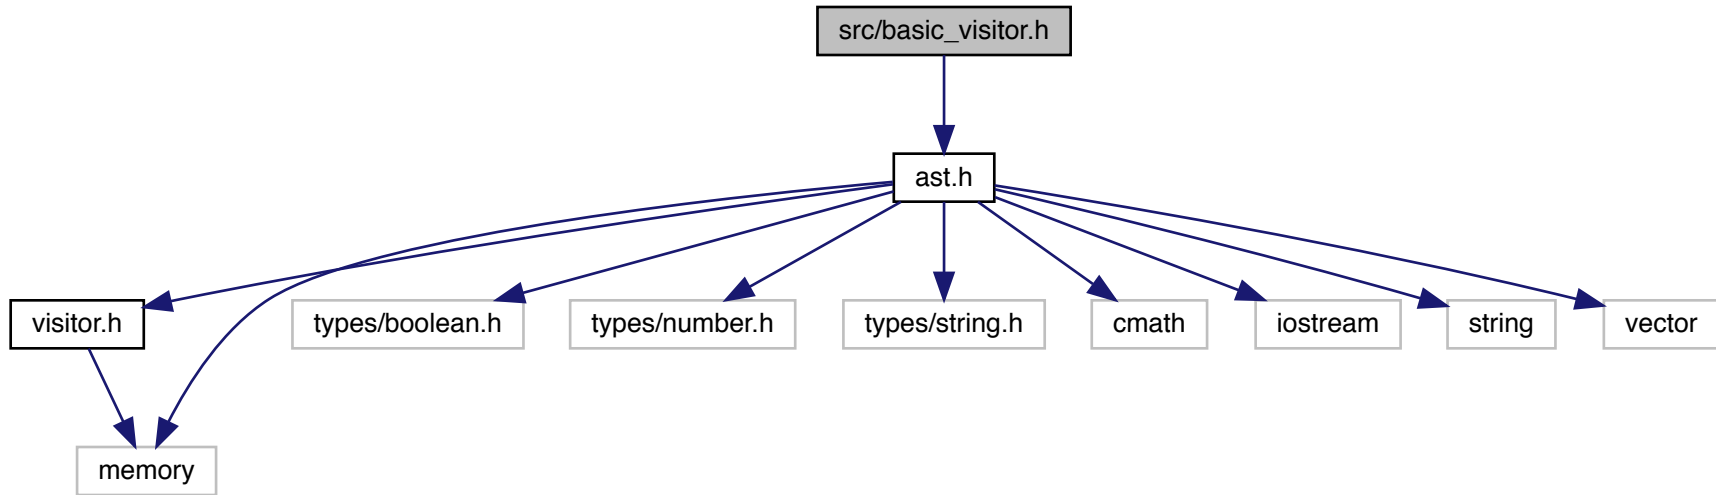 src/basic_visitor.h
ast.h
visitor.h
types/boolean.h
types/number.h
types/string.h
cmath
iostream
string
vector
memory